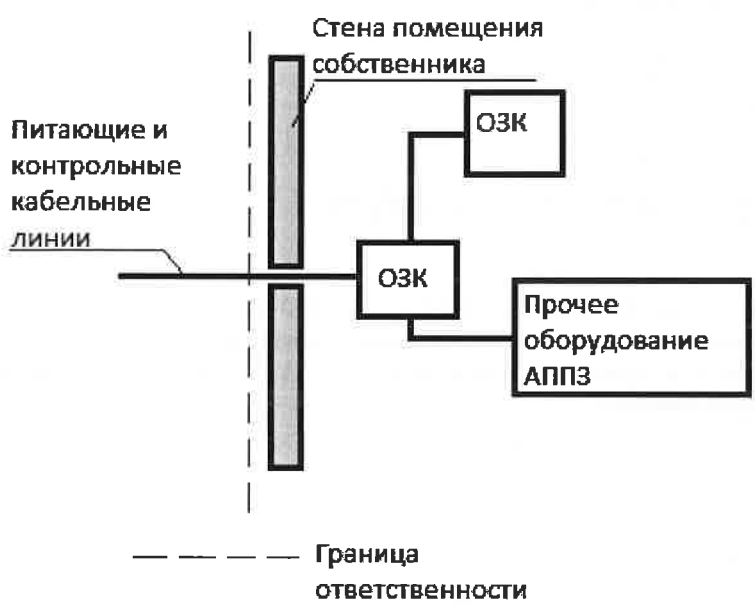 Стена помещения
собственника
Питающие и
контрольные
кабельные
линии
ОЗК
ОЗК
Прочее
оборудование
АППЗ
Граница
ответственности